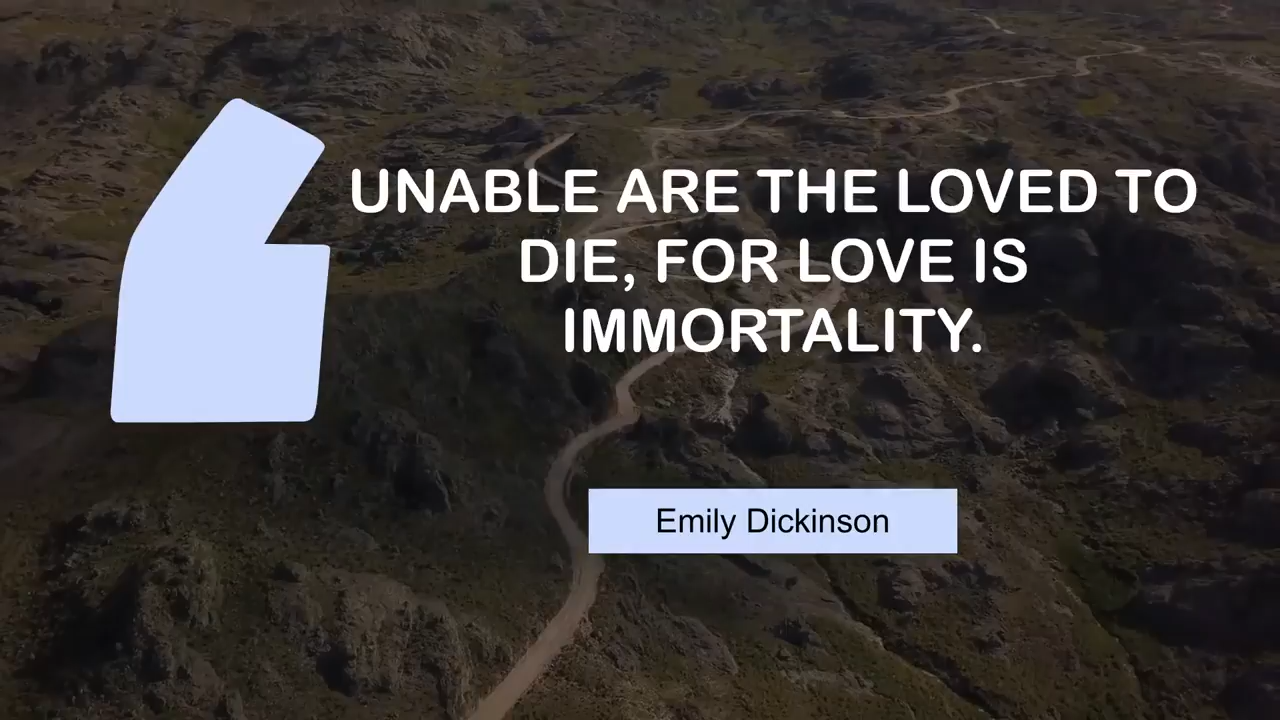 UNABLE ARE THE LOVED TO
DIE, FOR LOVE IS
IMMORTALITY.
Emily Dickinson